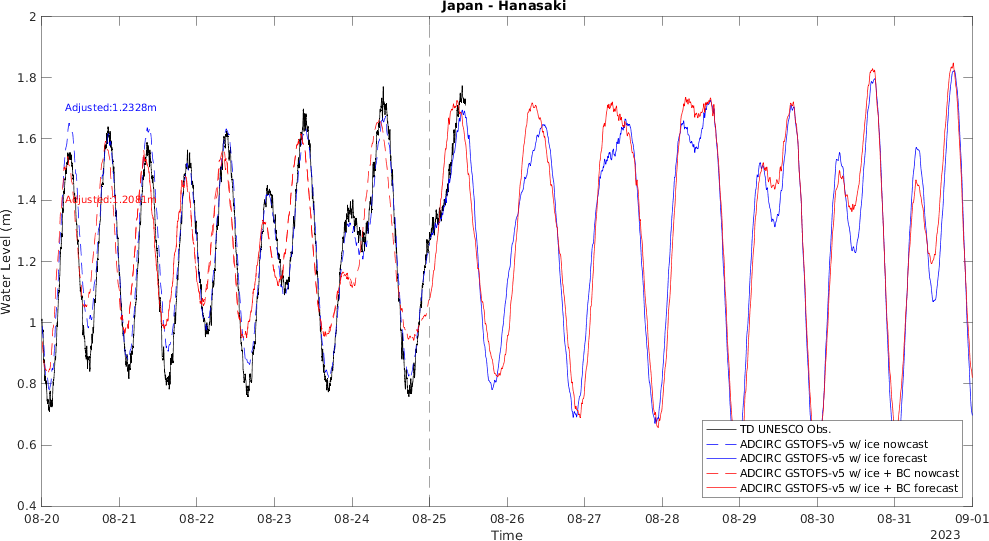 Japan - Hanasaki
2
1.8
1.6
1.4
1.2
1
0.8
0.6
0.4
Water Level (m)
Adjusted:1.2328m
Adjusted:1.2081m
TD UNESCO Obs.
ADCIRC GSTOFS-v5 w/ ice nowcast
ADCIRC GSTOFS-v5 w/ ice forecast
ADCIRC GSTOFS-v5 w/ ice + BC nowcast
ADCIRC GSTOFS-v5 w/ ice + BC forecast
08-20 08-21 08-22 08-23 08-24 08-25 08-26 08-27 08-28 08-29 08-30 08-31 09-01
Time
2023